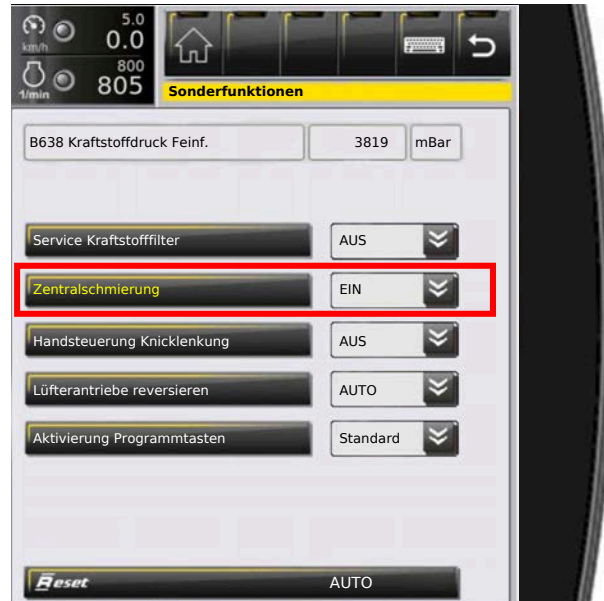 5.0
km/h 0.0
800
1/min 805
Sonderfunktionen
B638 Kraftstoffdruck Feinf. 3819 mBar
Service Kraftstofffilter AUS
Zentralschmierung EIN
Handsteuerung Knicklenkung AUS
Lüfterantriebe reversieren AUTO
Aktivierung Programmtasten Standard
Reset AUTO